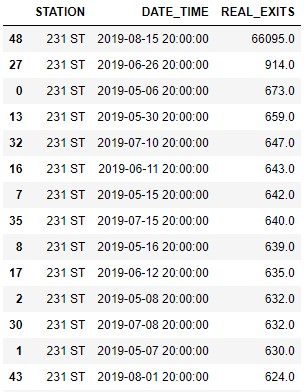 STATION DATE_TIME REAL_EXITS
48 231 ST 2019-08-15 20:00:00 66095.0
27 231 ST 2019-06-26 20:00:00 914.0
0 231 ST 2019-05-06 20:00:00 673.0
13 231 ST 2019-05-30 20:00:00 659.0
32 231 ST 2019-07-10 20:00:00 647.0
16 231 ST 2019-06-11 20:00:00 643.0
7 231 ST 2019-05-15 20:00:00 642.0
35 231 ST 2019-07-15 20:00:00 640.0
8 231 ST 2019-05-16 20:00:00 639.0
17 231 ST 2019-06-12 20:00:00 635.0
2 231 ST 2019-05-08 20:00:00 632.0
30 231 ST 2019-07-08 20:00:00 632.0
1 231 ST 2019-05-07 20:00:00 630.0
43 231 ST 2019-08-01 20:00:00 624.0